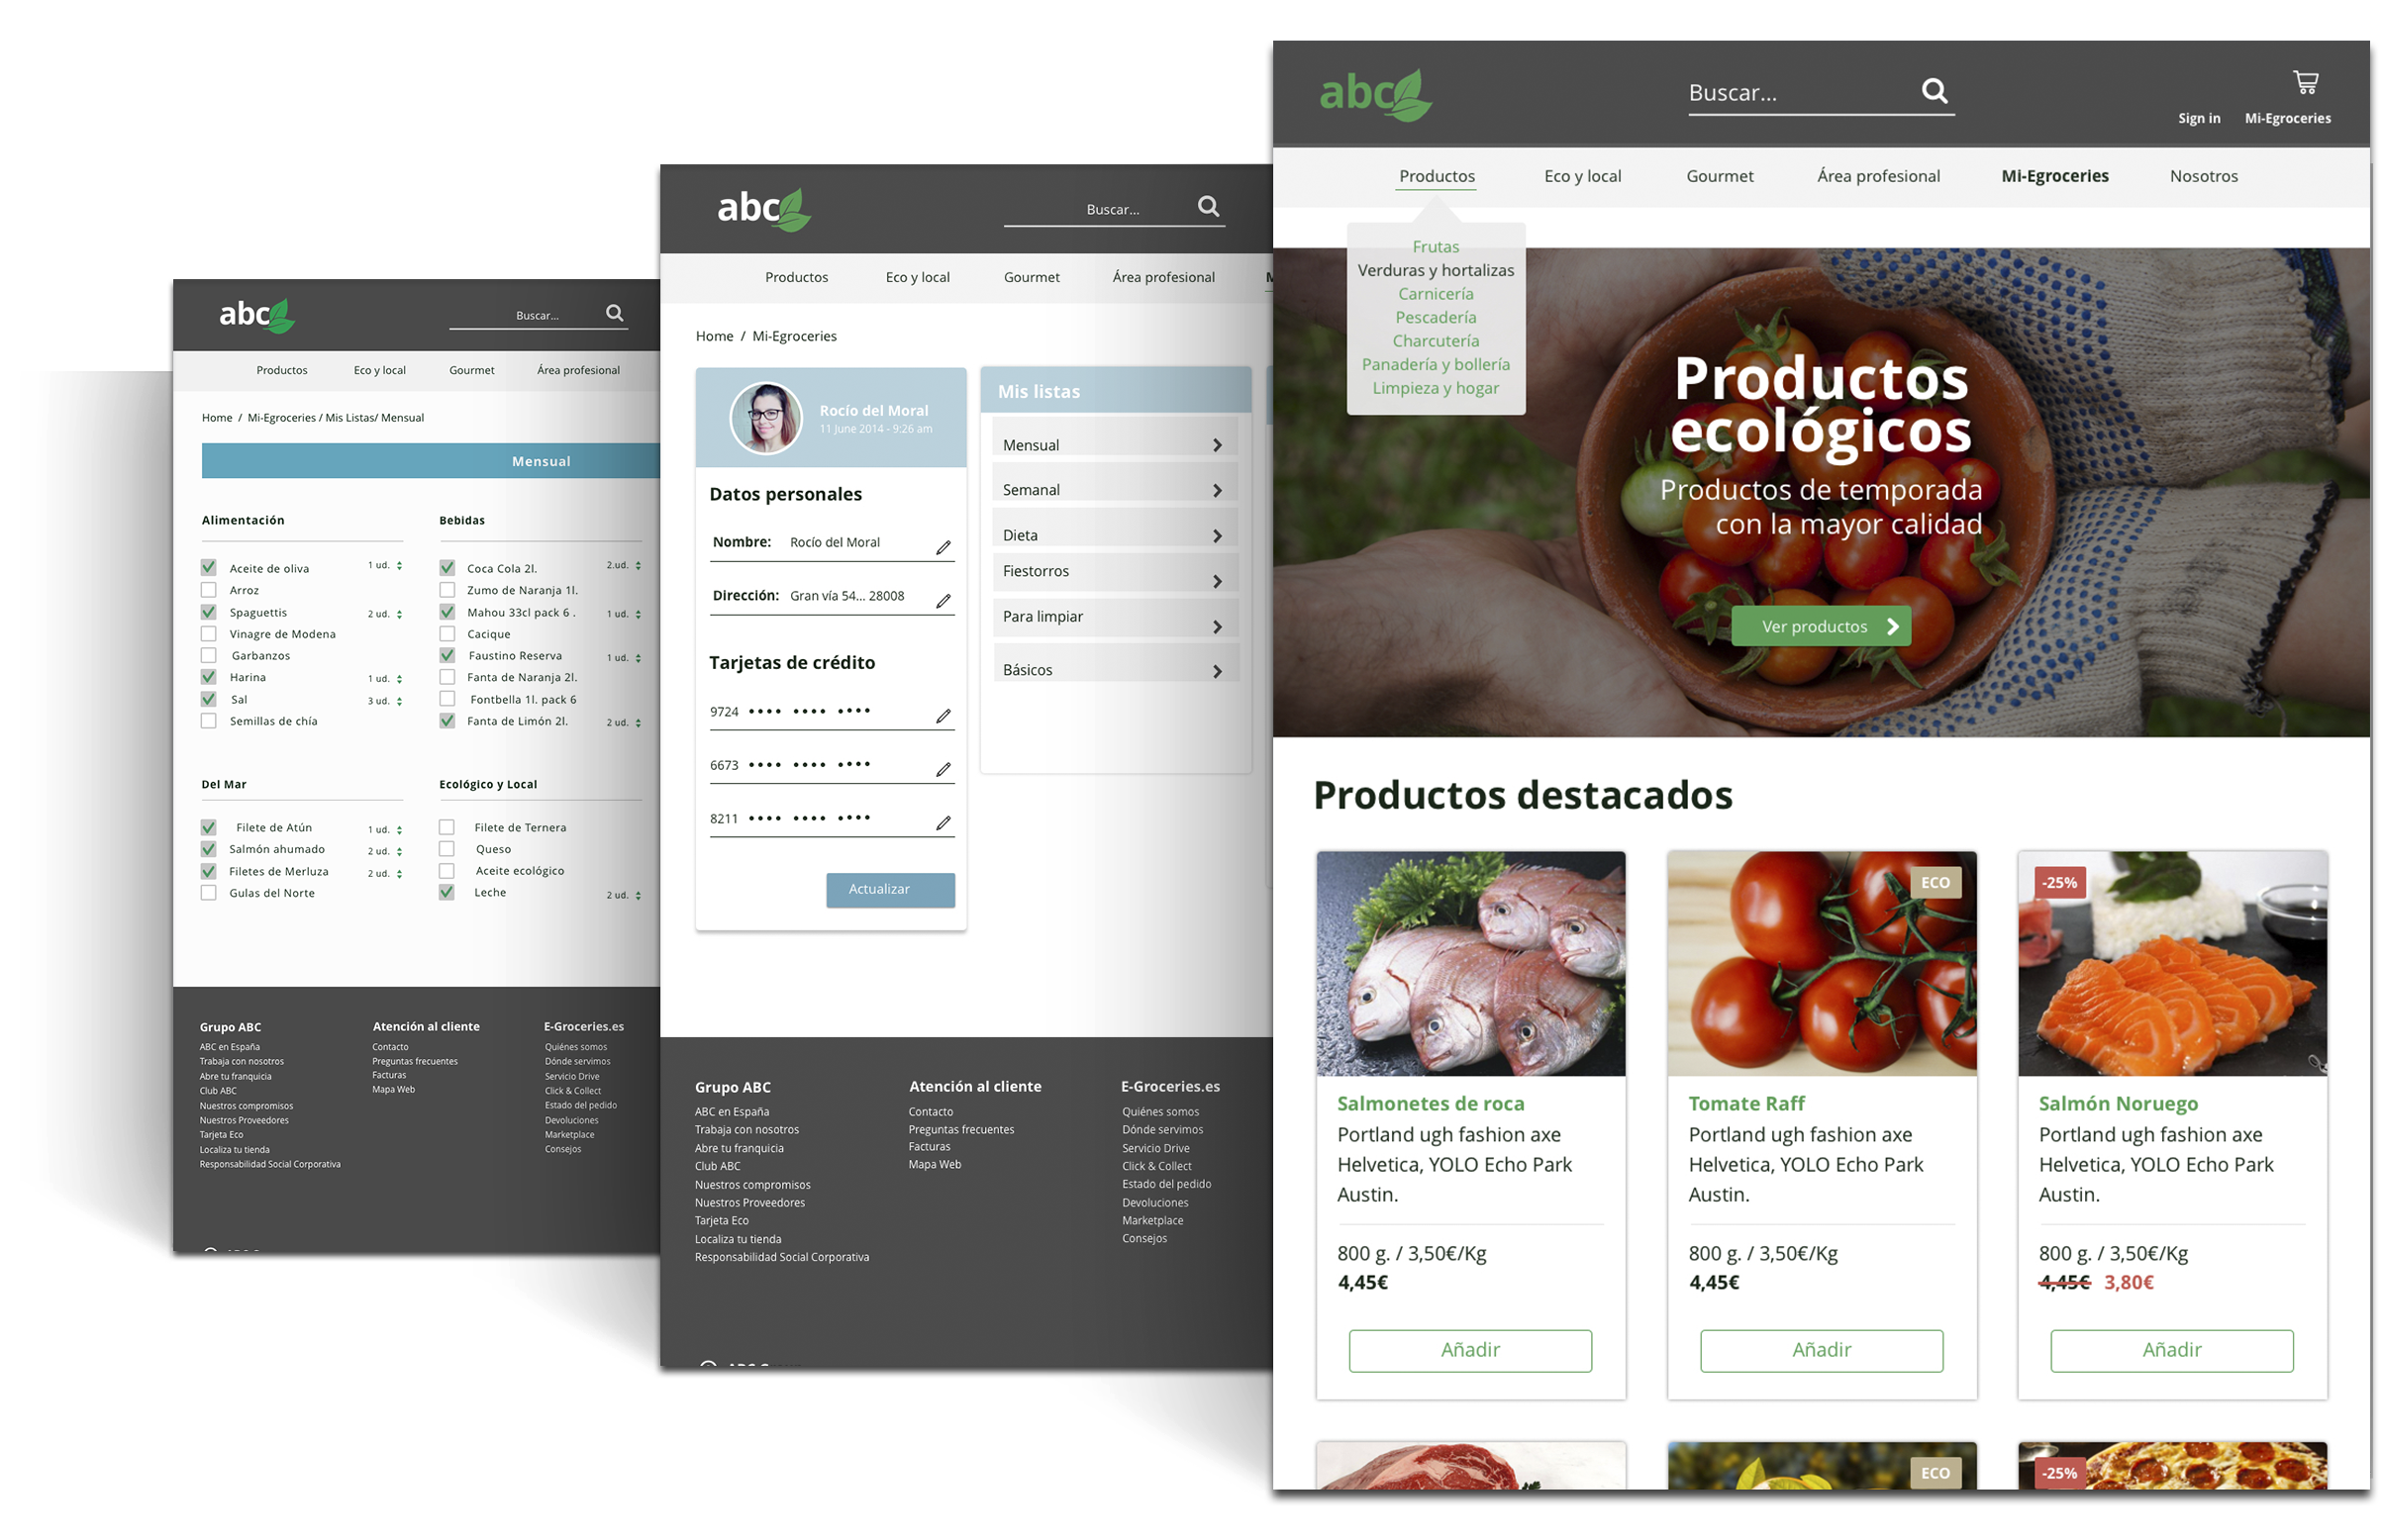 abc
Buscar...
Productos
Eco y local
Gourmet
Área profesional
Home / Mi-Egroceries / Mis Listas/ Mensual
Mensual
Alimentación
Aceite de oliva 1 ud.
Arroz
Spaguettis 2 ud.
Vinagre de Modena
Garbanzos
Harina 1 ud.
Sal 3 ud.
Semillas de chía
Bebidas
Coca Cola 2l. 2.ud.
Zumo de Naranja 1l.
Mahou 33cl pack 6 . 1 ud.
Cacique
Faustino Reserva 1 ud.
Fanta de Naranja 2l.
Fontbella 1l. pack 6
Fanta de Limón 2l. 2 ud.
Del Mar
Filete de Atún 1 ud.
Salmón ahumado 2 ud.
Filetes de Merluza 2 ud.
Gulas del Norte
Ecológico y Local
Filete de Ternera
Queso
Aceite ecológico
Leche 2 ud.
Grupo ABC
ABC en España
Trabaja con nosotros
Abre tu franquicia
Club ABC
Nuestros compromisos
Nuestros Proveedores
Tarjeta Eco
Localiza tu tienda
Responsabilidad Social Corporativa
Atención al cliente
Contacto
Preguntas frecuentes
Facturas
Mapa Web
E-Groceries.es
Quiénes somos
Dónde servimos
Servicio Drive
Click & Collect
Estado del pedido
Devoluciones
Marketplace
Consejos
abc
Buscar...
Productos
Eco y local
Gourmet
Área profesional
Home / Mi-Egroceries
Rocío del Moral
11 June 2014 - 9:26 am
Datos personales
Nombre: Rocío del Moral
Dirección: Gran vía 54... 28008
Tarjetas de crédito
9724 •••• •••• ••••
6673 •••• •••• ••••
8211 •••• •••• ••••
Actualizar
Mis listas
Mensual
Semanal
Dieta
Fiestorros
Para limpiar
Básicos
Grupo ABC
ABC en España
Trabaja con nosotros
Abre tu franquicia
Club ABC
Nuestros compromisos
Nuestros Proveedores
Tarjeta Eco
Localiza tu tienda
Responsabilidad Social Corporativa
Atención al cliente
Contacto
Preguntas frecuentes
Facturas
Mapa Web
E-Groceries.es
Quiénes somos
Dónde servimos
Servicio Drive
Click & Collect
Estado del pedido
Devoluciones
Marketplace
Consejos
abc
Buscar...
Sign in
Mi-Egroceries
Productos
Eco y local
Gourmet
Área profesional
Mi-Egroceries
Nosotros
Frutas
Verduras y hortalizas
Carnicería
Pescadería
Charcutería
Panadería y bollería
Limpieza y hogar
Productos
ecológicos
Productos de temporada
con la mayor calidad
Ver productos
Productos destacados
Salmonetes de roca
Portland ugh fashion axe
Helvetica, YOLO Echo Park
Austin.
800 g. / 3,50€/Kg
4,45€
Añadir
ECO
Tomate Raff
Portland ugh fashion axe
Helvetica, YOLO Echo Park
Austin.
800 g. / 3,50€/Kg
4,45€
Añadir
-25%
Salmón Noruego
Portland ugh fashion axe
Helvetica, YOLO Echo Park
Austin.
800 g. / 3,50€/Kg
4,45€ 3,80€
Añadir
ECO
-25%